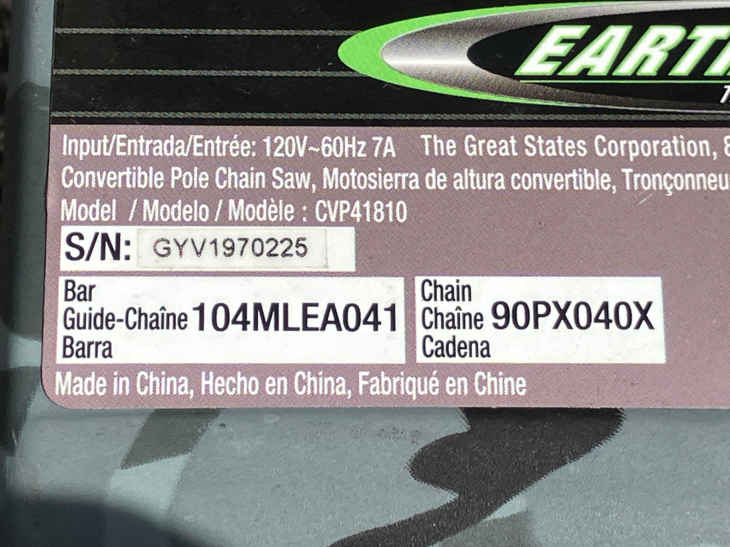 EARTH
Input/Entrada/Entrée: 120V~60Hz 7A The Great States Corporation,
Convertible Pole Chain Saw, Motosierra de altura convertible,
Model / Modelo / Modèle : CVP41810
S/N: GYV1970225
Bar
Guide-Chaîne 104MLEA041
Barra
Chain
Chaîne 90PX040X
Cadena
Made in China, Hecho en China, Fabriqué en Chine